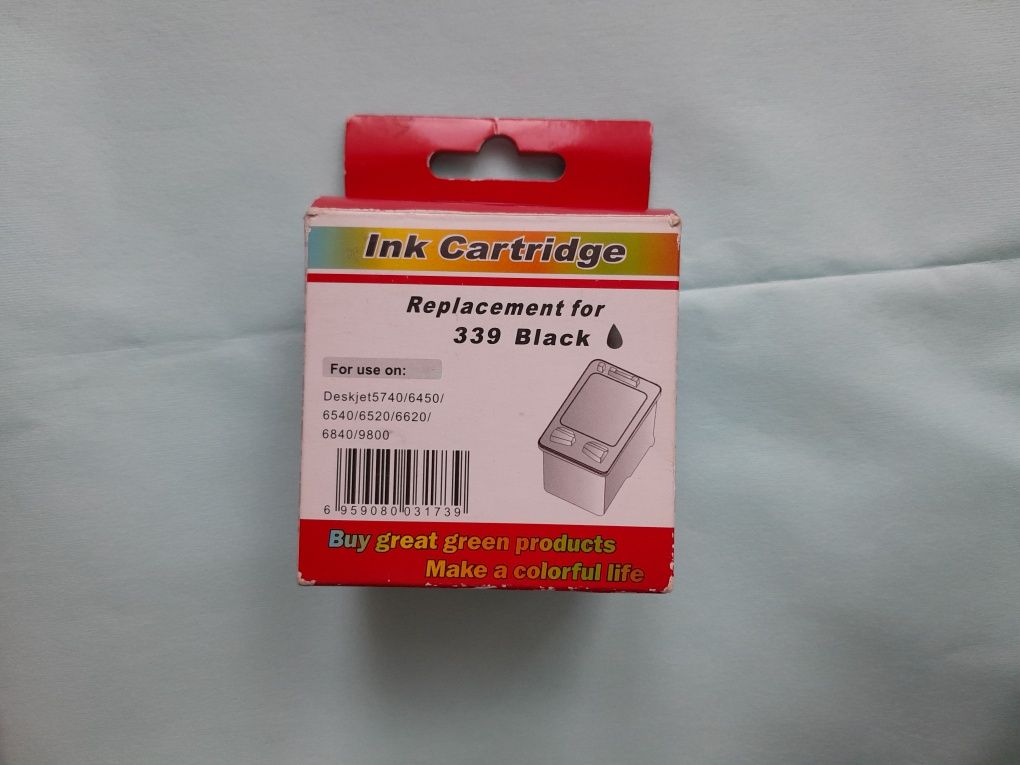 Ink Cartridge
Replacement for
339 Black
For use on:
Deskjet5740/6450/
6540/6520/6620/
6840/9800
6 959080 031739
Buy great green products
Make a colorful life